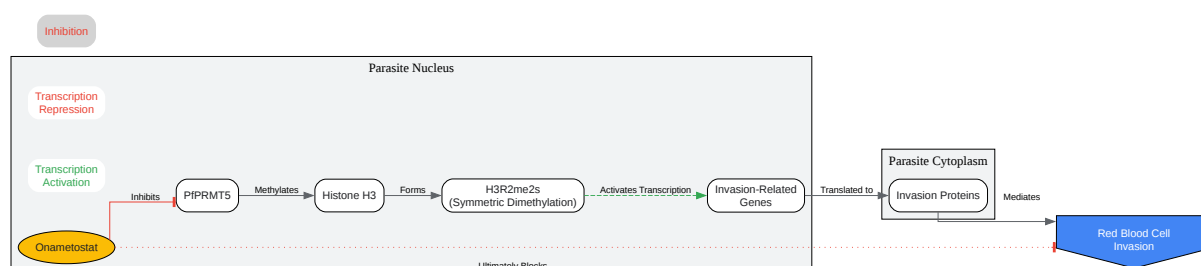 Inhibition
Parasite Nucleus
Transcription
Repression
Transcription
Activation
Inhibits
PfPRMT5
Methylates
Histone H3
Forms
H3R2me2s
(Symmetric Dimethylation)
Activates Transcription
Invasion-Related
Genes
Translated to
Parasite Cytoplasm
Invasion Proteins
Mediates
Red Blood Cell
Invasion
Onametostat
Ultimately Blocks